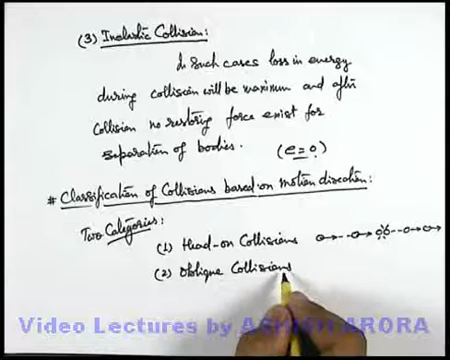 (3) Inelastic Collision:
In such cases loss in energy
during collision will be maximum and after
Collision no restoring force exist for
separation of bodies. (e=0)
# Classification of Collisions based on motion direction:
Two Categories:
(1) Head-on Collisions
(2) Oblique Collisions
Video Lectures by ASHISH ARORA